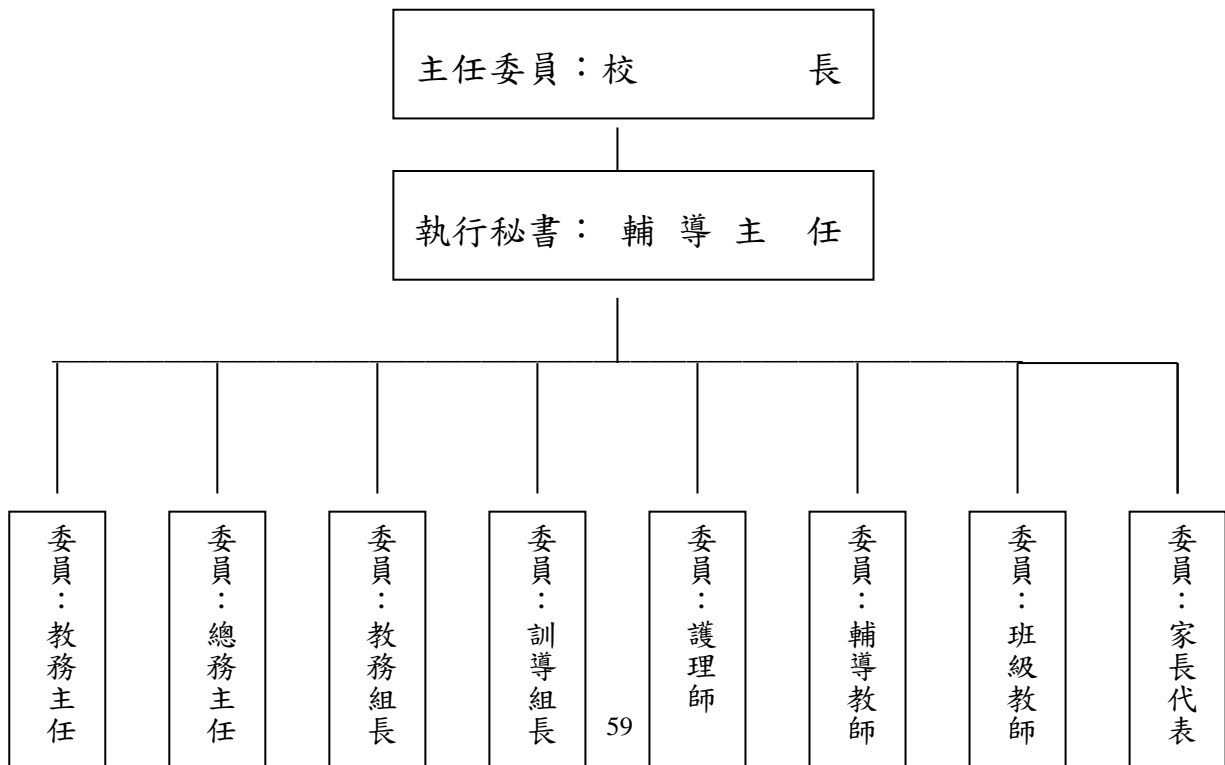 主任委員：校 長
執行秘書： 輔 導 主 任
委員：教務主任
委員：總務主任
委員：教務組長
委員：訓導組長
委員：護理師
委員：輔導教師
委員：班級教師
委員：家長代表
59